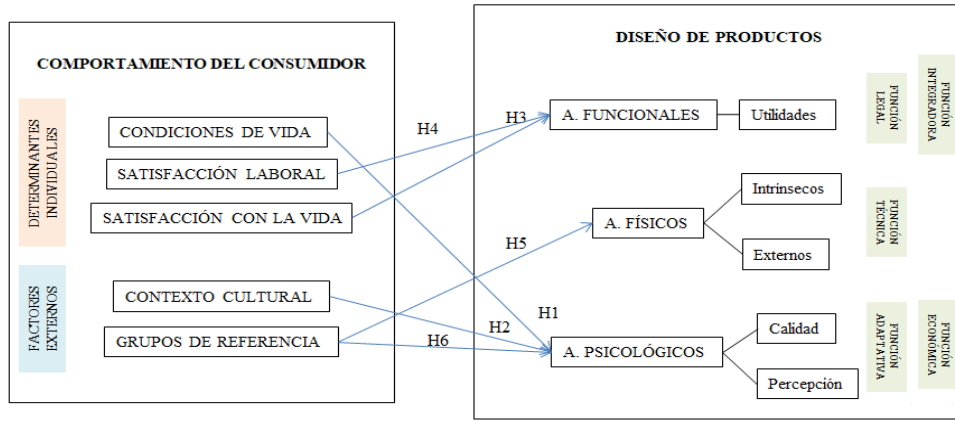 COMPORTAMIENTO DEL CONSUMIDOR
DETERMINANTES
INDIVIDUALES
CONDICIONES DE VIDA
SATISFACCIÓN LABORAL
SATISFACCIÓN CON LA VIDA
FACTORES
EXTERNOS
CONTEXTO CULTURAL
GRUPOS DE REFERENCIA
H4
H3
H5
H1
H2
H6
DISEÑO DE PRODUCTOS
A. FUNCIONALES
Utilidades
A. FÍSICOS
Intrínsecos
Externos
A. PSICOLÓGICOS
Calidad
Percepción
FUNCIÓN
LEGAL
FUNCIÓN
INTEGRADORA
FUNCIÓN
TÉCNICA
FUNCIÓN
ADAPTATIVA
FUNCIÓN
ECONÓMICA